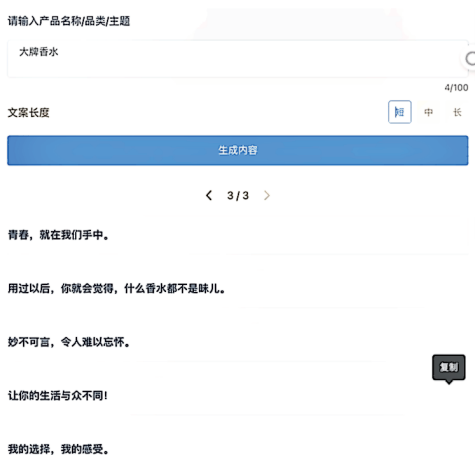 请输入产品名称/品类/主题
大牌香水
4/100
文案长度
短 中 长
生成内容
3/3
青春，就在我们手中。
用过以后，你就会觉得，什么香水都不是味儿。
妙不可言，令人难以忘怀。
复制
让你的生活与众不同！
我的选择，我的感受。